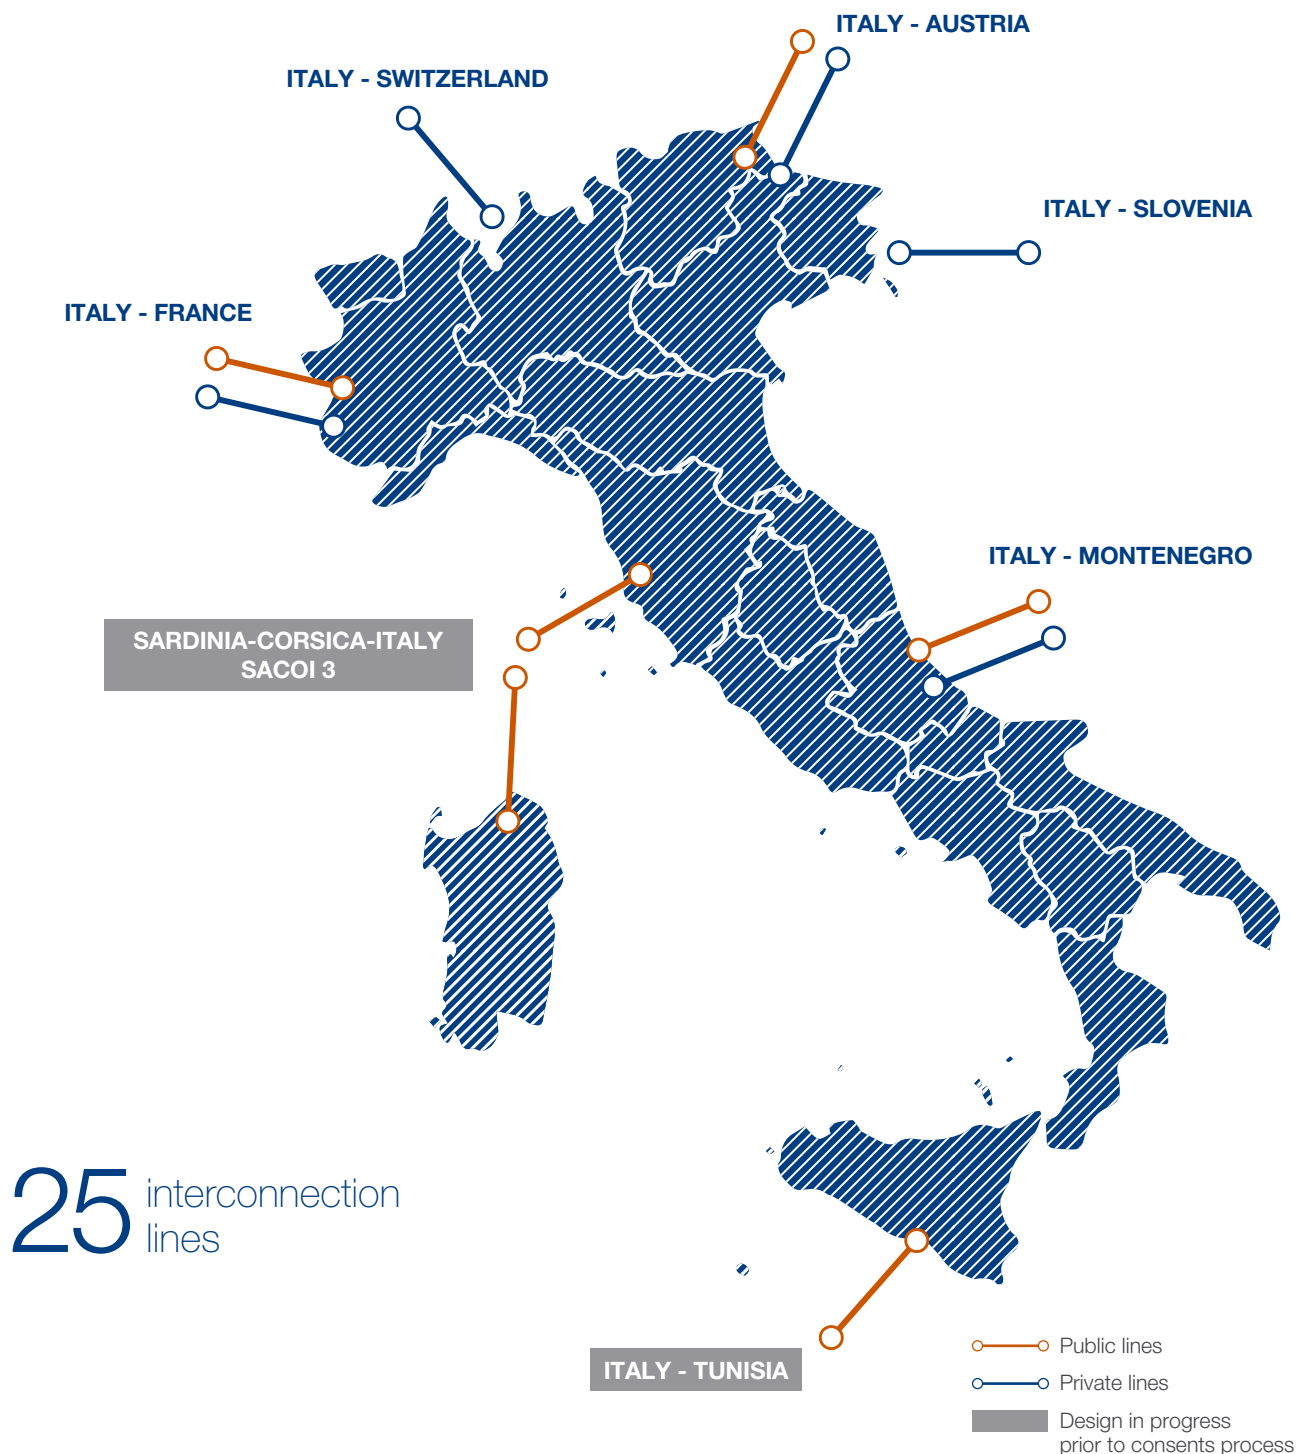 ITALY - AUSTRIA
ITALY - SWITZERLAND
ITALY - SLOVENIA
ITALY - FRANCE
ITALY - MONTENEGRO
SARDINIA-CORSICA-ITALY
SACOI 3
25 interconnection
lines
ITALY - TUNISIA
Public lines
Private lines
Design in progress
prior to consents process